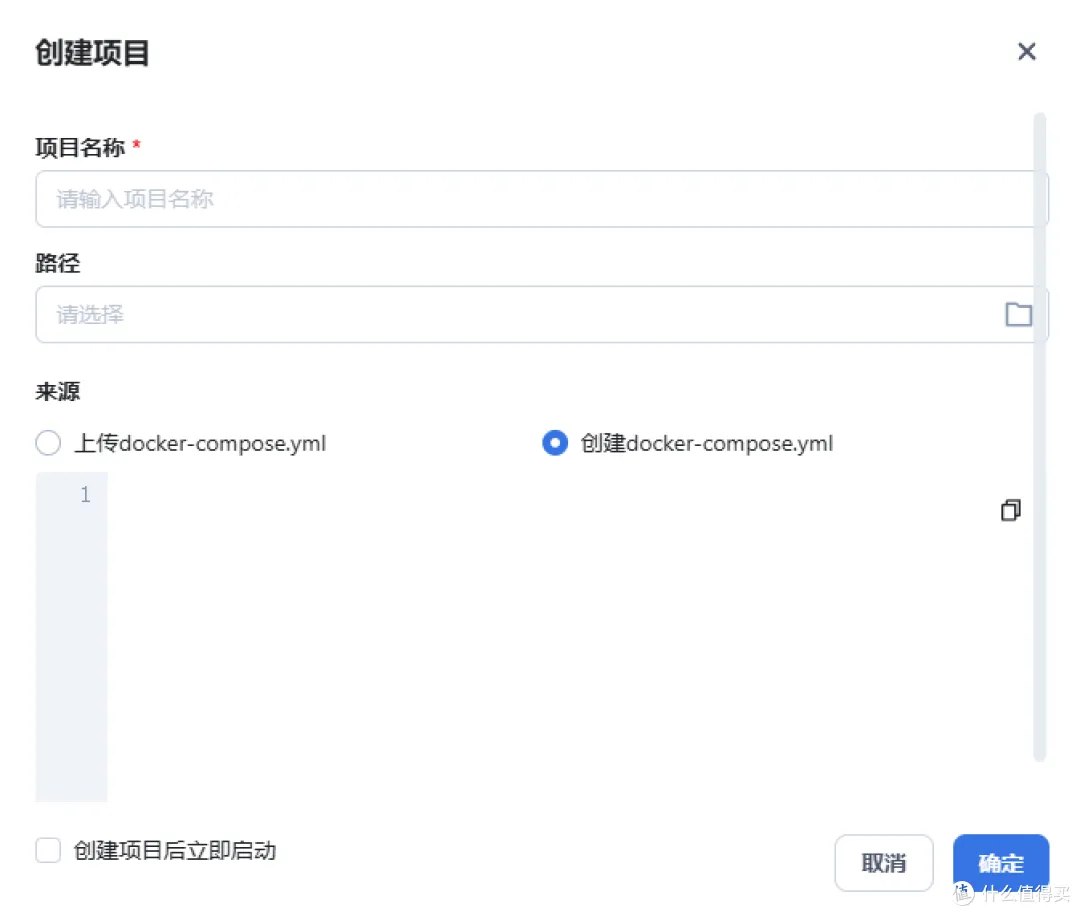 创建项目
项目名称 *
请输入项目名称
路径
请选择
来源
上传docker-compose.yml 创建docker-compose.yml
1
创建项目后立即启动
取消 确定
值 什么值得买